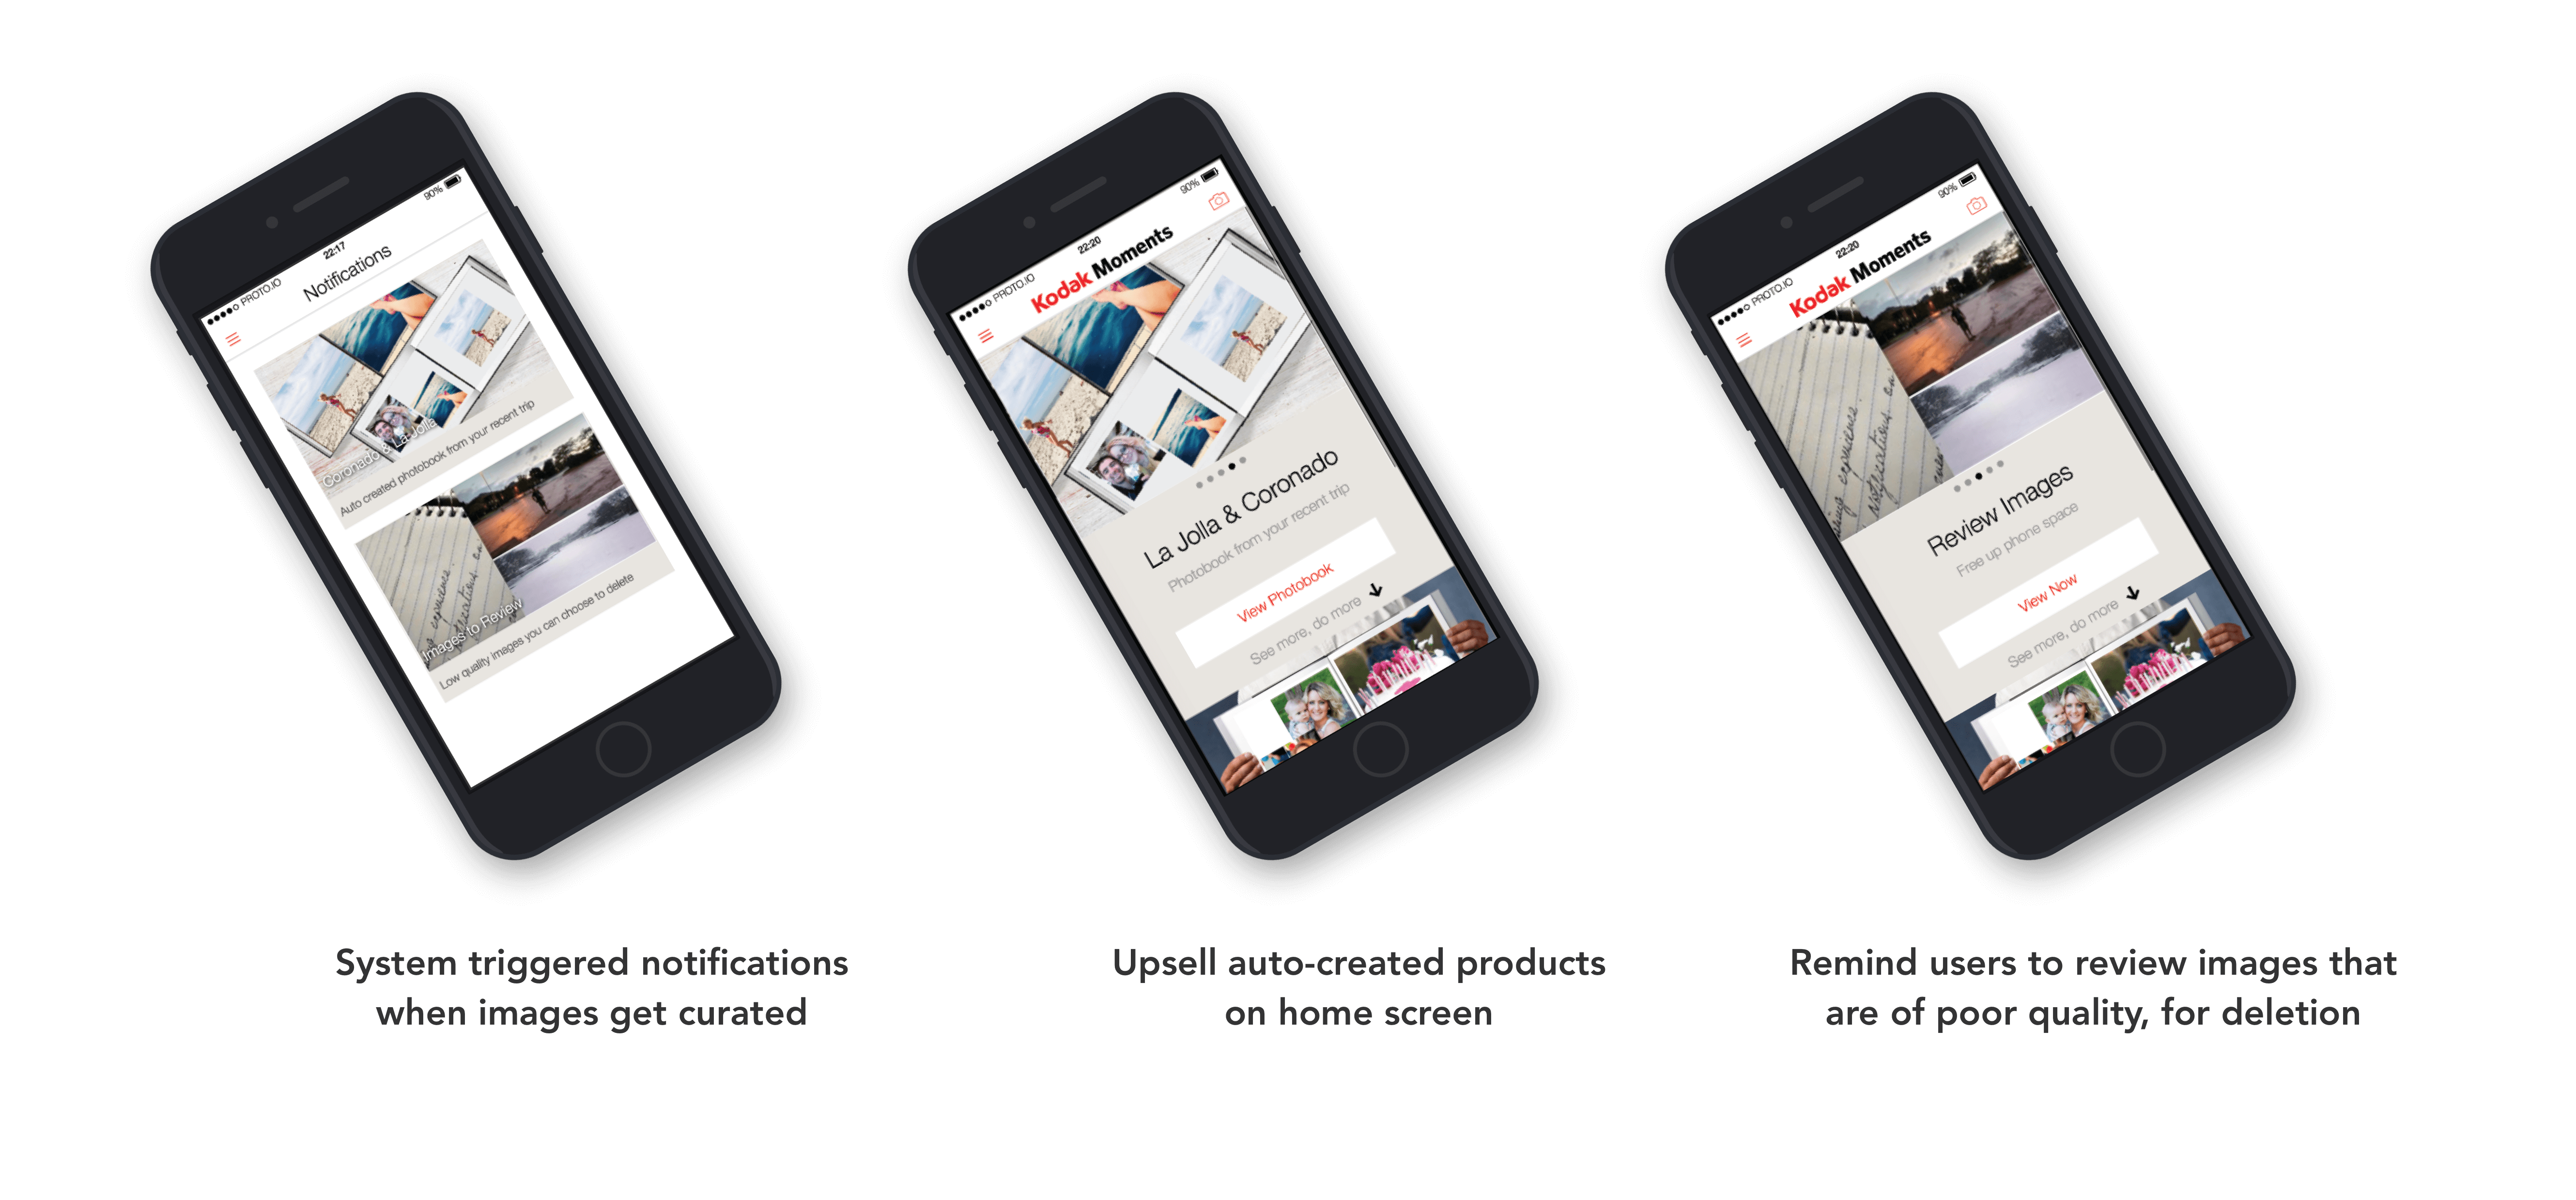 PROTO.IO 22:17 90%
Notifications
Coronado & La Jolla
Auto created photobook from your recent trip
Images to Review
Low quality images you can choose to delete
PROTO.IO 22:20 90%
Kodak Moments
La Jolla & Coronado
Photobook from your recent trip
View Photobook
See more, do more
PROTO.IO 22:20 90%
Kodak Moments
Review Images
Free up phone space
View Now
See more, do more
System triggered notifications
when images get curated
Upsell auto-created products
on home screen
Remind users to review images that
are of poor quality, for deletion